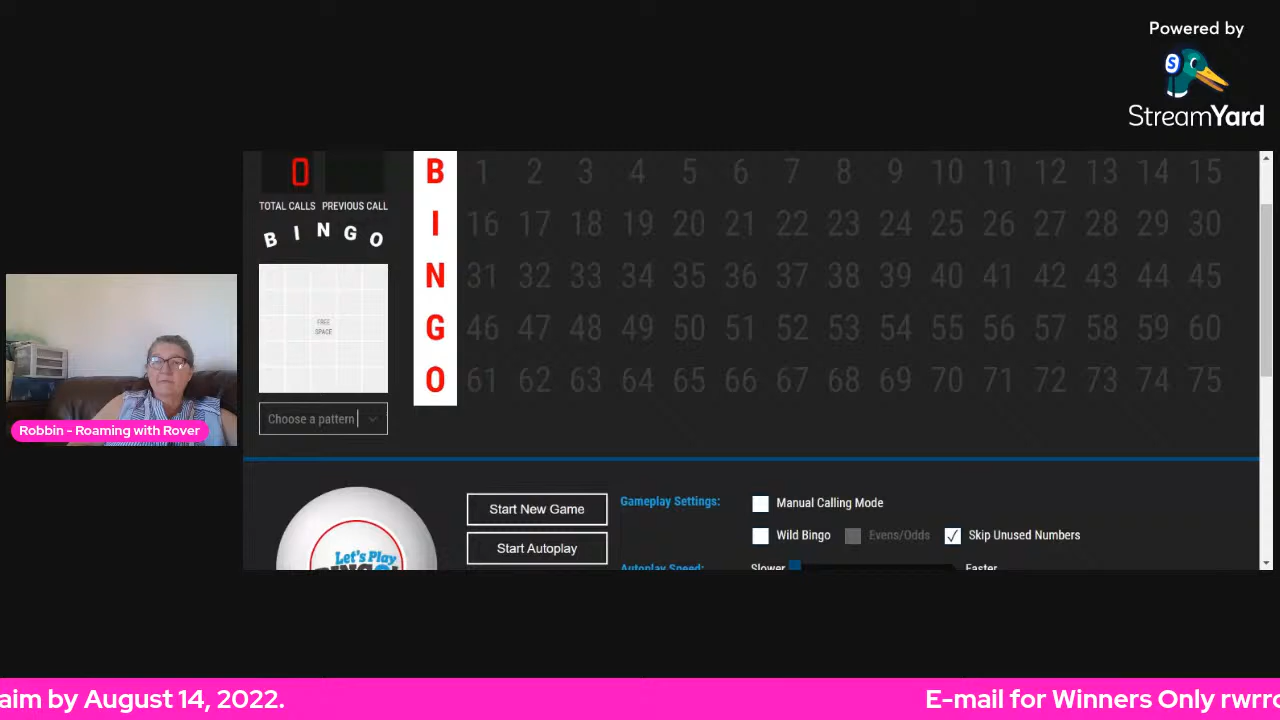 Powered by
StreamYard
0
TOTAL CALLS PREVIOUS CALL
B I N G O
FREE
SPACE
Choose a pattern
B 1 2 3 4 5 6 7 8 9 10 11 12 13 14 15
I 16 17 18 19 20 21 22 23 24 25 26 27 28 29 30
N 31 32 33 34 35 36 37 38 39 40 41 42 43 44 45
G 46 47 48 49 50 51 52 53 54 55 56 57 58 59 60
O 61 62 63 64 65 66 67 68 69 70 71 72 73 74 75
Robbin - Roaming with Rover
Let's Play
BINGO!
Start New Game
Start Autoplay
Gameplay Settings:
Manual Calling Mode
Wild Bingo Evens/Odds Skip Unused Numbers
Autoplay Speed: Slower Faster
aim by August 14, 2022. E-mail for Winners Only rwrro